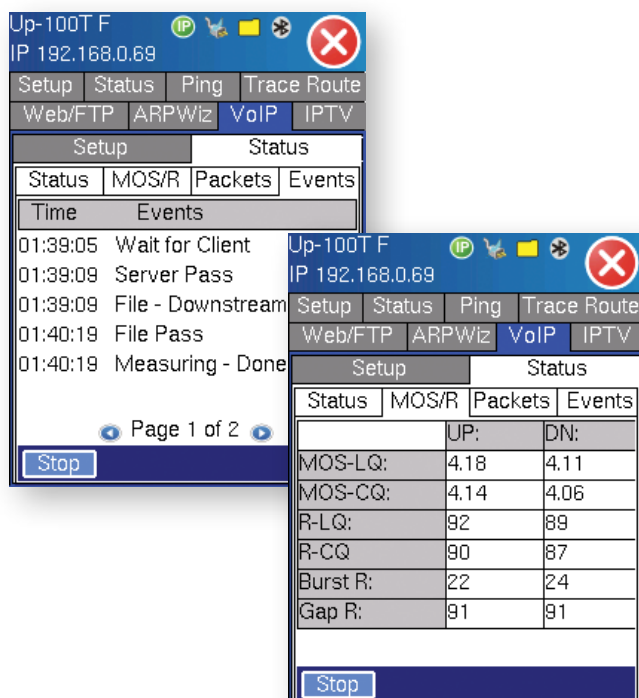 Up-100T F
IP
IP 192.168.0.69
Setup Status Ping Trace Route
Web/FTP ARPWiz VoIP IPTV
Setup Status
Status MOS/R Packets Events
Time Events
01:39:05 Wait for Client
01:39:09 Server Pass
01:39:09 File - Downstream
01:40:19 File Pass
01:40:19 Measuring - Done
Page 1 of 2
Stop
Up-100T F
IP
IP 192.168.0.69
Setup Status Ping Trace Route
Web/FTP ARPWiz VoIP IPTV
Setup Status
Status MOS/R Packets Events
UP: DN:
MOS-LQ: 4.18 4.11
MOS-CQ: 4.14 4.06
R-LQ: 92 89
R-CQ 90 87
Burst R: 22 24
Gap R: 91 91
Stop